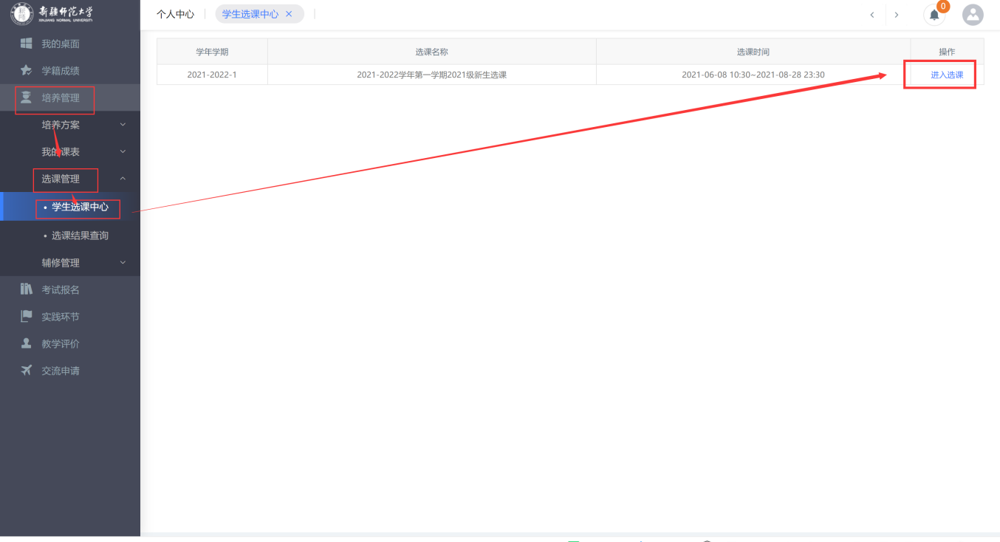 新疆师范大学
XINJIANG NORMAL UNIVERSITY
个人中心
学生选课中心 ×
0
我的桌面
学籍成绩
培养管理
培养方案
我的课表
选课管理
• 学生选课中心
• 选课结果查询
辅修管理
考试报名
实践环节
教学评价
交流申请
学年学期 选课名称 选课时间 操作
2021-2022-1 2021-2022学年第一学期2021级新生选课 2021-06-08 10:30~2021-08-28 23:30 进入选课